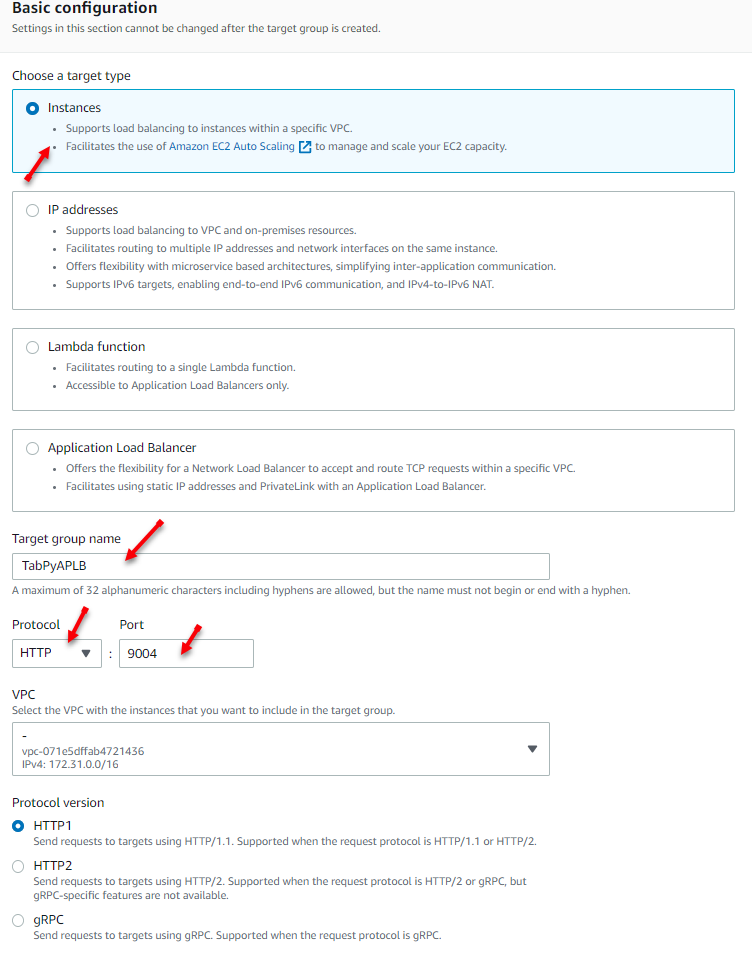 Basic configuration
Settings in this section cannot be changed after the target group is created.
Choose a target type
Instances
Supports load balancing to instances within a specific VPC.
Facilitates the use of Amazon EC2 Auto Scaling to manage and scale your EC2 capacity.
IP addresses
Supports load balancing to VPC and on-premises resources.
Facilitates routing to multiple IP addresses and network interfaces on the same instance.
Offers flexibility with microservice based architectures, simplifying inter-application communication.
Supports IPv6 targets, enabling end-to-end IPv6 communication, and IPv4-to-IPv6 NAT.
Lambda function
Facilitates routing to a single Lambda function.
Accessible to Application Load Balancers only.
Application Load Balancer
Offers the flexibility for a Network Load Balancer to accept and route TCP requests within a specific VPC.
Facilitates using static IP addresses and PrivateLink with an Application Load Balancer.
Target group name
TabPyAPLB
A maximum of 32 alphanumeric characters including hyphens are allowed, but the name must not begin or end with a hyphen.
Protocol Port
HTTP : 9004
VPC
Select the VPC with the instances that you want to include in the target group.
-
vpc-071e5dffab4721436
IPv4: 172.31.0.0/16
Protocol version
HTTP1
Send requests to targets using HTTP/1.1. Supported when the request protocol is HTTP/1.1 or HTTP/2.
HTTP2
Send requests to targets using HTTP/2. Supported when the request protocol is HTTP/2 or gRPC, but
gRPC-specific features are not available.
gRPC
Send requests to targets using gRPC. Supported when the request protocol is gRPC.